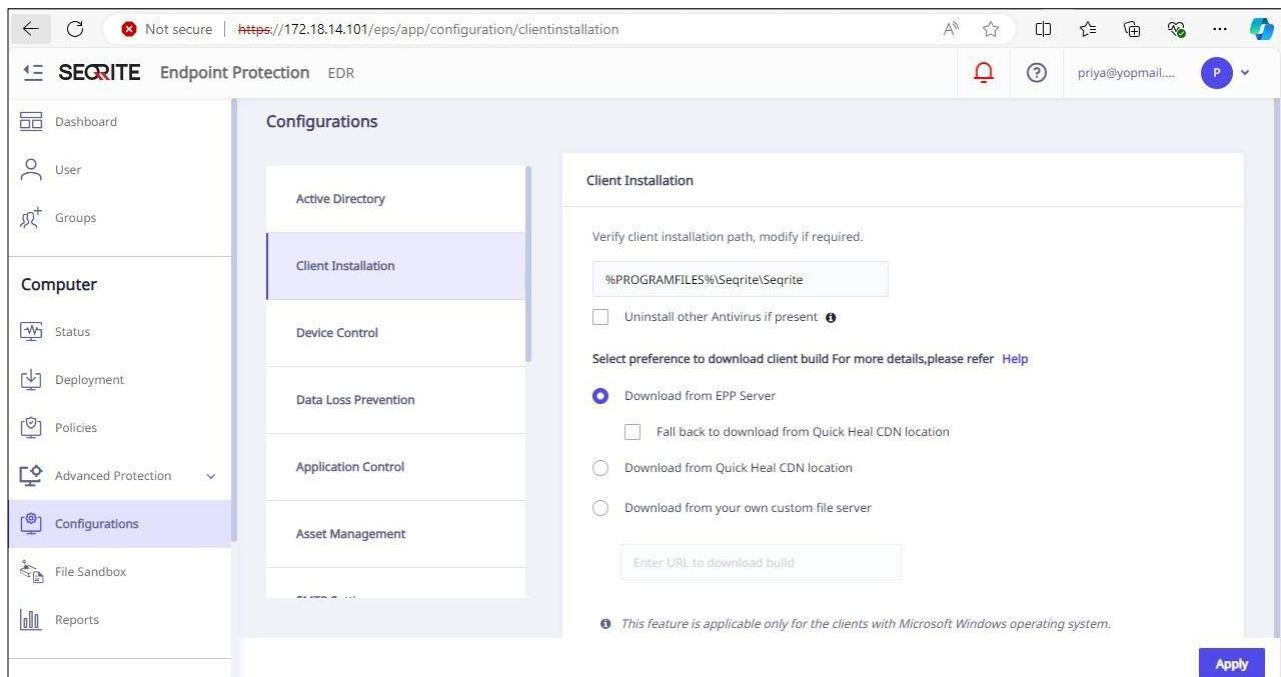 Not secure https://172.18.14.101/eps/app/configuration/clientinstallation
SEQRITE Endpoint Protection EDR priya@yopmail.... P
Dashboard
User
Groups
Computer
Status
Deployment
Policies
Advanced Protection
Configurations
File Sandbox
Reports
Configurations
Active Directory
Client Installation
Device Control
Data Loss Prevention
Application Control
Asset Management
Client Installation
Verify client installation path, modify if required.
%PROGRAMFILES%\Seqrite\Seqrite
Uninstall other Antivirus if present
Select preference to download client build For more details,please refer Help
Download from EPP Server
Fall back to download from Quick Heal CDN location
Download from Quick Heal CDN location
Download from your own custom file server
Enter URL to download build
This feature is applicable only for the clients with Microsoft Windows operating system.
Apply